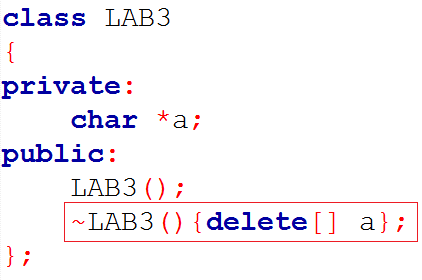 class LAB3
{
private:
    char *a;
public:
    LAB3();
    ~LAB3(){delete[] a};
};